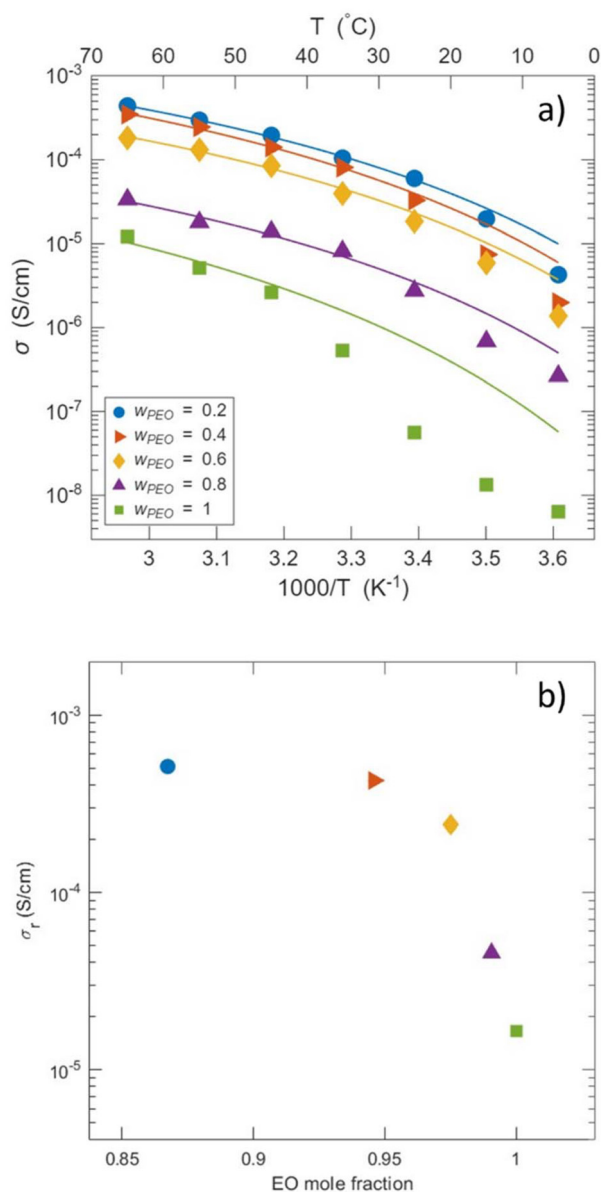 T (°C)
70 60 50 40 30 20 10 0
a)
10⁻³
10⁻⁴
10⁻⁵
10⁻⁶
10⁻⁷
10⁻⁸
σ (S/cm)
w_PEO = 0.2
w_PEO = 0.4
w_PEO = 0.6
w_PEO = 0.8
w_PEO = 1
3 3.1 3.2 3.3 3.4 3.5 3.6
1000/T (K⁻¹)
b)
10⁻³
10⁻⁴
10⁻⁵
σ_r (S/cm)
0.85 0.9 0.95 1
EO mole fraction